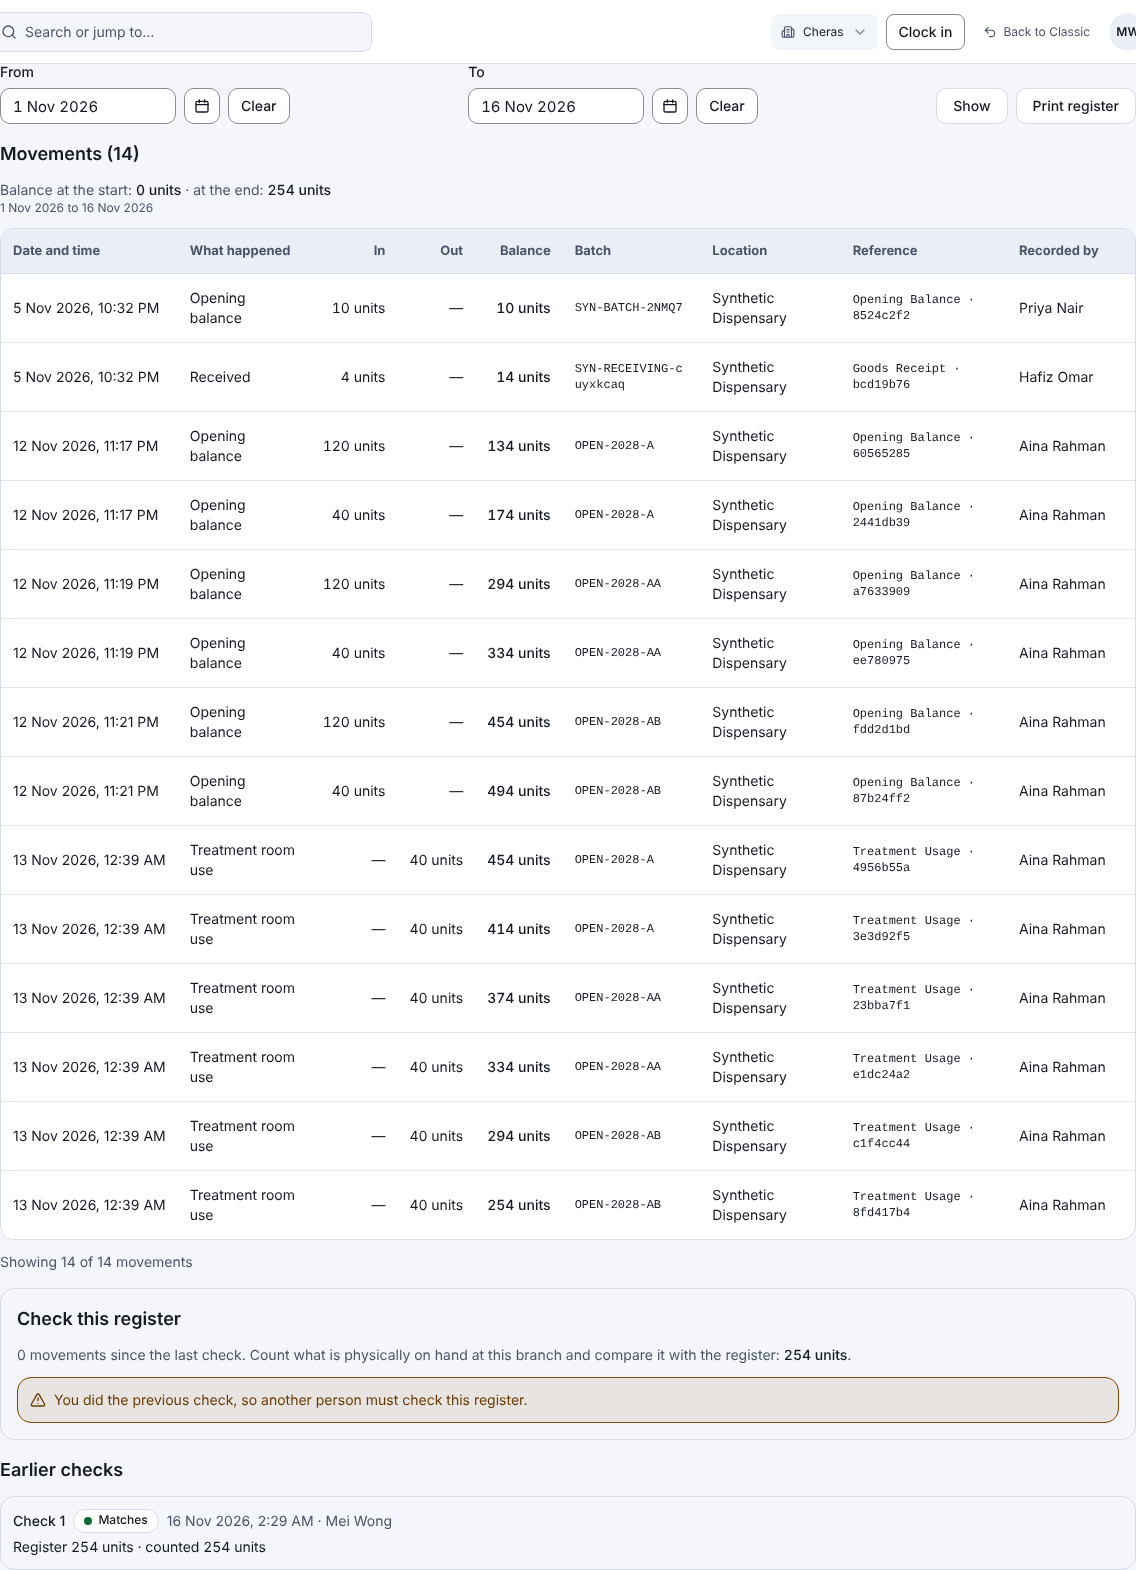 Search or jump to...
Cheras
Clock in
Back to Classic
MW
From
To
1 Nov 2026
Clear
16 Nov 2026
Clear
Show
Print register
Movements (14)
Balance at the start: 0 units · at the end: 254 units
1 Nov 2026 to 16 Nov 2026
Date and time What happened In Out Balance Batch Location Reference Recorded by
5 Nov 2026, 10:32 PM Opening balance 10 units — 10 units SYN-BATCH-2NMQ7 Synthetic Dispensary Opening Balance · 8524c2f2 Priya Nair
5 Nov 2026, 10:32 PM Received 4 units — 14 units SYN-RECEIVING-cuyxkcaq Synthetic Dispensary Goods Receipt · bcd19b76 Hafiz Omar
12 Nov 2026, 11:17 PM Opening balance 120 units — 134 units OPEN-2028-A Synthetic Dispensary Opening Balance · 60565285 Aina Rahman
12 Nov 2026, 11:17 PM Opening balance 40 units — 174 units OPEN-2028-A Synthetic Dispensary Opening Balance · 2441db39 Aina Rahman
12 Nov 2026, 11:19 PM Opening balance 120 units — 294 units OPEN-2028-AA Synthetic Dispensary Opening Balance · a7633909 Aina Rahman
12 Nov 2026, 11:19 PM Opening balance 40 units — 334 units OPEN-2028-AA Synthetic Dispensary Opening Balance · ee780975 Aina Rahman
12 Nov 2026, 11:21 PM Opening balance 120 units — 454 units OPEN-2028-AB Synthetic Dispensary Opening Balance · fdd2d1bd Aina Rahman
12 Nov 2026, 11:21 PM Opening balance 40 units — 494 units OPEN-2028-AB Synthetic Dispensary Opening Balance · 87b24ff2 Aina Rahman
13 Nov 2026, 12:39 AM Treatment room use — 40 units 454 units OPEN-2028-A Synthetic Dispensary Treatment Usage · 4956b55a Aina Rahman
13 Nov 2026, 12:39 AM Treatment room use — 40 units 414 units OPEN-2028-A Synthetic Dispensary Treatment Usage · 3e3d92f5 Aina Rahman
13 Nov 2026, 12:39 AM Treatment room use — 40 units 374 units OPEN-2028-AA Synthetic Dispensary Treatment Usage · 23bba7f1 Aina Rahman
13 Nov 2026, 12:39 AM Treatment room use — 40 units 334 units OPEN-2028-AA Synthetic Dispensary Treatment Usage · e1dc24a2 Aina Rahman
13 Nov 2026, 12:39 AM Treatment room use — 40 units 294 units OPEN-2028-AB Synthetic Dispensary Treatment Usage · c1f4cc44 Aina Rahman
13 Nov 2026, 12:39 AM Treatment room use — 40 units 254 units OPEN-2028-AB Synthetic Dispensary Treatment Usage · 8fd417b4 Aina Rahman
Showing 14 of 14 movements
Check this register
0 movements since the last check. Count what is physically on hand at this branch and compare it with the register: 254 units.
You did the previous check, so another person must check this register.
Earlier checks
Check 1 Matches 16 Nov 2026, 2:29 AM · Mei Wong
Register 254 units · counted 254 units